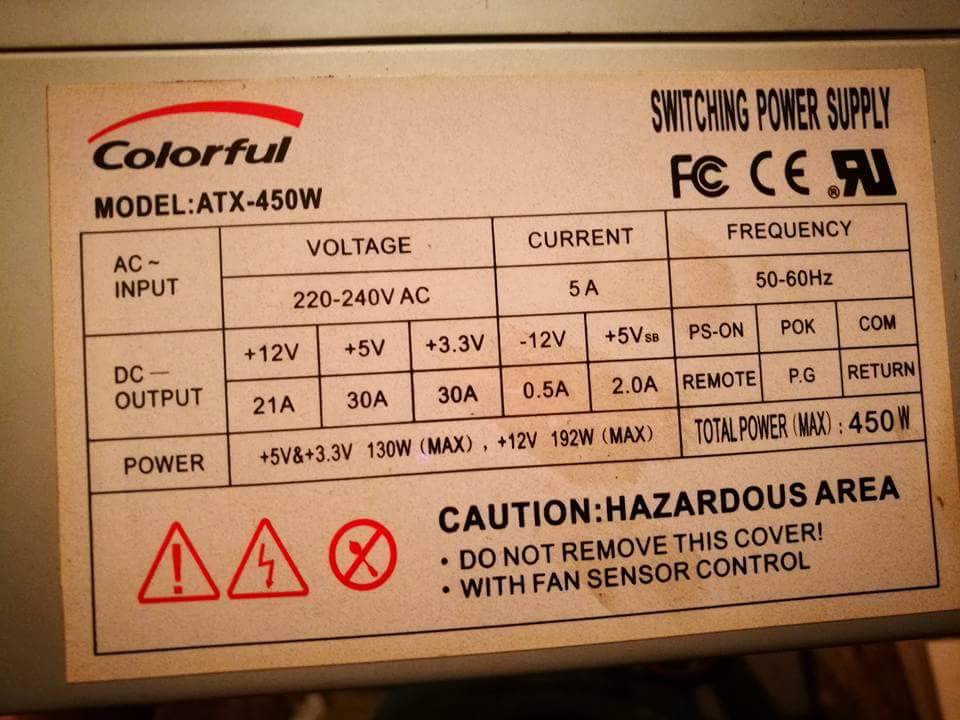 Colorful
SWITCHING POWER SUPPLY
FC CE ® RU
MODEL:ATX-450W
AC ~ INPUT
VOLTAGE CURRENT FREQUENCY
220-240V AC 5A 50-60Hz
DC — OUTPUT
+12V +5V +3.3V -12V +5VSB PS-ON POK COM
21A 30A 30A 0.5A 2.0A REMOTE P.G RETURN
POWER +5V&+3.3V 130W (MAX) , +12V 192W (MAX) TOTAL POWER (MAX) : 450W
CAUTION:HAZARDOUS AREA
• DO NOT REMOVE THIS COVER!
• WITH FAN SENSOR CONTROL